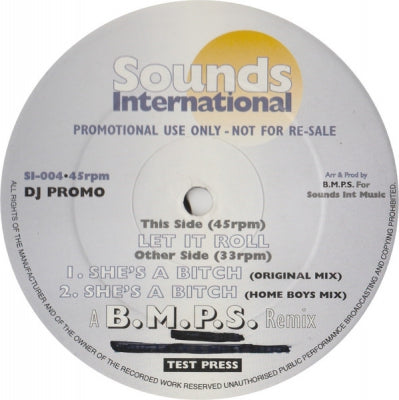 Sounds
International
PROMOTIONAL USE ONLY - NOT FOR RE-SALE
SI-004•45rpm
DJ PROMO
Arr & Prod by
B.M.P.S. For
Sounds Int Music
This Side (45rpm)
LET IT ROLL
Other Side (33rpm)
1. SHE'S A BITCH (ORIGINAL MIX)
2. SHE'S A BITCH (HOME BOYS MIX)
A B.M.P.S. Remix
TEST PRESS
ALL RIGHTS OF THE MANUFACTURER AND OF THE OWNER OF THE RECORDED WORK RESERVED UNAUTHORISED PUBLIC PERFORMANCE BROADCASTING AND COPYING PROHIBITED.